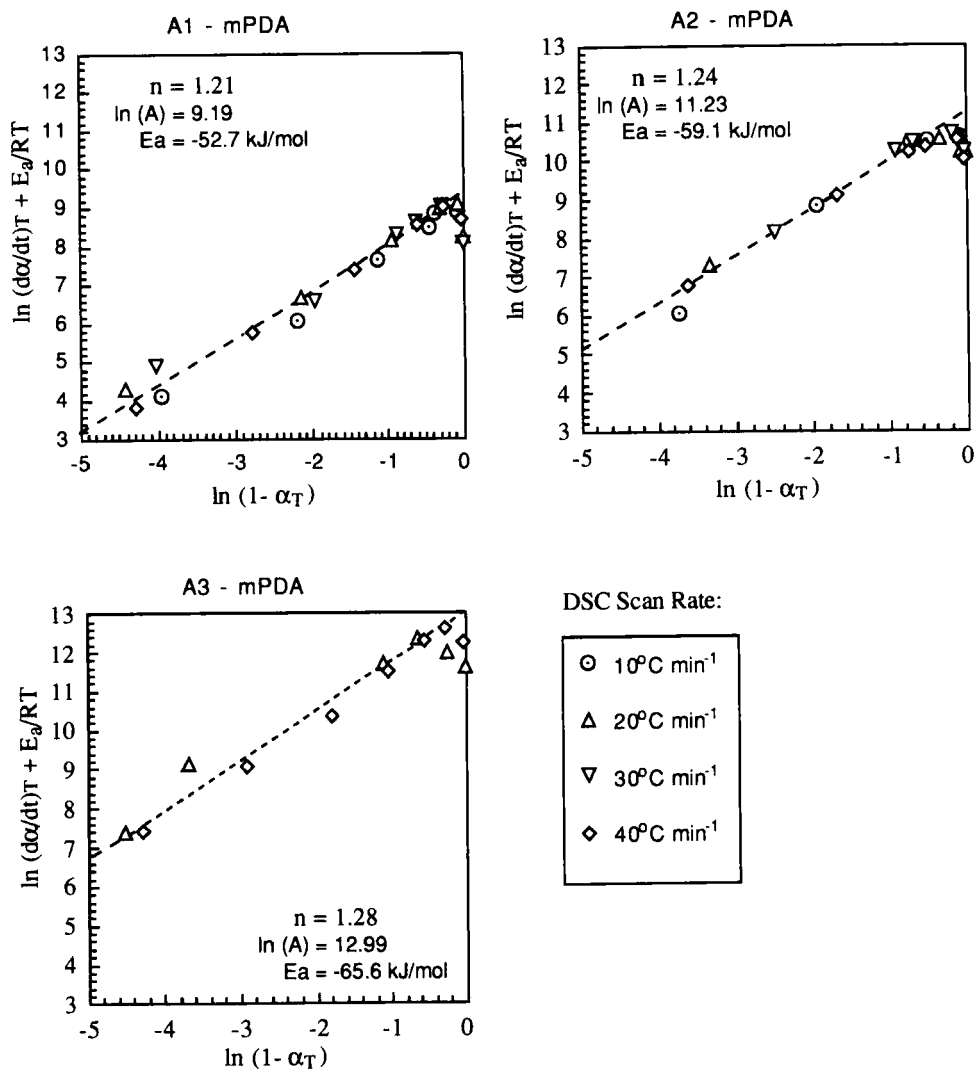 A1 - mPDA
n = 1.21
ln (A) = 9.19
Ea = -52.7 kJ/mol
ln (dα/dt)T + Ea/RT
13
12
11
10
9
8
7
6
5
4
3
-5
-4
-3
-2
-1
0
ln (1- αT)
A2 - mPDA
n = 1.24
ln (A) = 11.23
Ea = -59.1 kJ/mol
ln (dα/dt)T + Ea/RT
13
12
11
10
9
8
7
6
5
4
3
-5
-4
-3
-2
-1
0
ln (1- αT)
A3 - mPDA
ln (dα/dt)T + Ea/RT
13
12
11
10
9
8
7
6
5
4
3
n = 1.28
ln (A) = 12.99
Ea = -65.6 kJ/mol
-5
-4
-3
-2
-1
0
ln (1- αT)
DSC Scan Rate:
10°C min⁻¹
20°C min⁻¹
30°C min⁻¹
40°C min⁻¹